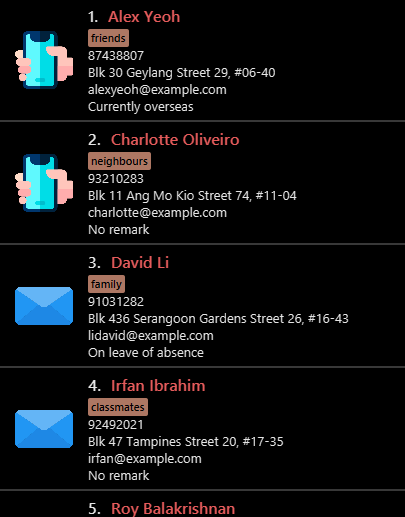 1. Alex Yeoh
friends
87438807
Blk 30 Geylang Street 29, #06-40
alexyeoh@example.com
Currently overseas
2. Charlotte Oliveiro
neighbours
93210283
Blk 11 Ang Mo Kio Street 74, #11-04
charlotte@example.com
No remark
3. David Li
family
91031282
Blk 436 Serangoon Gardens Street 26, #16-43
lidavid@example.com
On leave of absence
4. Irfan Ibrahim
classmates
92492021
Blk 47 Tampines Street 20, #17-35
irfan@example.com
No remark
5. Roy Balakrishnan